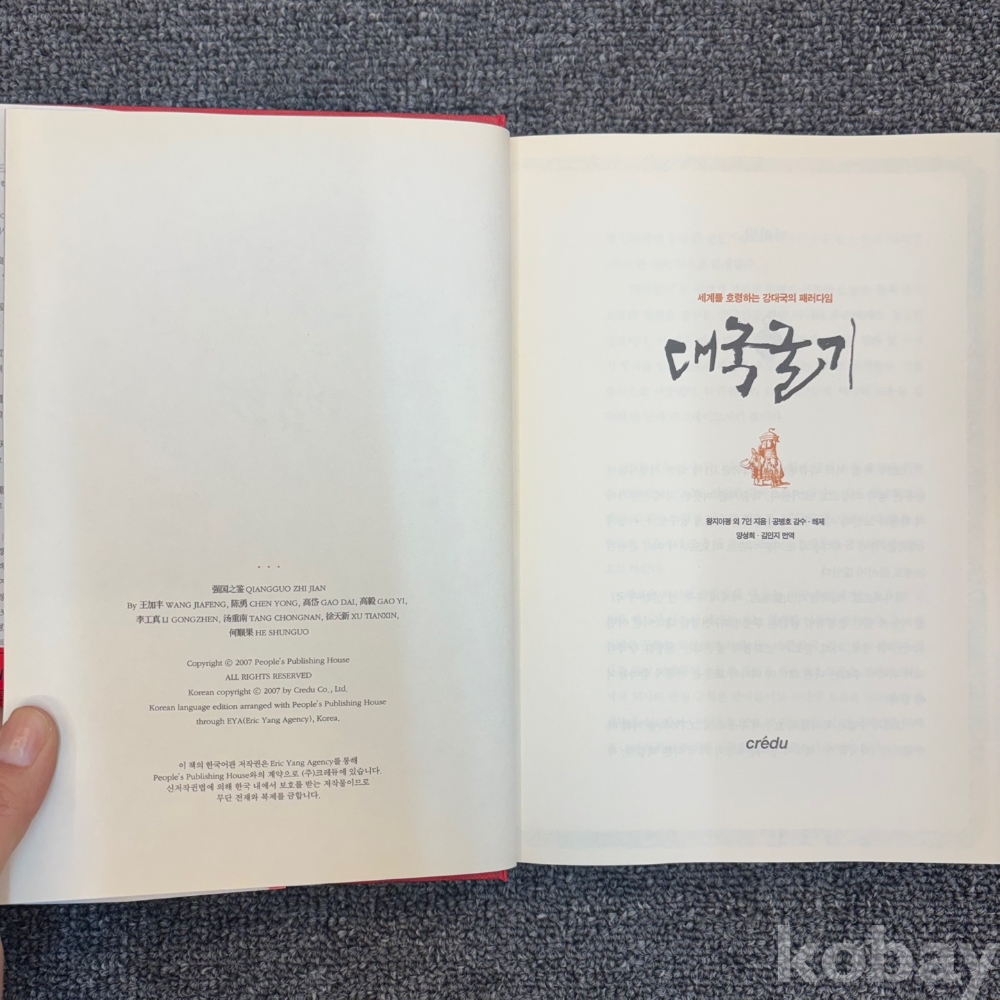 • • •
强国之鉴 QIANGGUO ZHI JIAN
By 王加丰 WANG JIAFENG, 陈勇 CHEN YONG, 高岱 GAO DAI, 高毅 GAO YI,
李工真 LI GONGZHEN, 汤重南 TANG CHONGNAN, 徐天新 XU TIANXIN,
何顺果 HE SHUNGUO
Copyright © 2007 People's Publishing House
ALL RIGHTS RESERVED
Korean copyright © 2007 by Credu Co., Ltd.
Korean language edition arranged with People's Publishing House
through EYA(Eric Yang Agency), Korea.
이 책의 한국어판 저작권은 Eric Yang Agency를 통해
People's Publishing House와의 계약으로 (주)크레듀에 있습니다.
신저작권법에 의해 한국 내에서 보호를 받는 저작물이므로
무단 전재와 복제를 금합니다.
세계를 호령하는 강대국의 패러다임
대국굴기
왕지아펑 외 7인 지음 | 공병호 감수·해제
양성희·김인지 번역
crédu
kobay